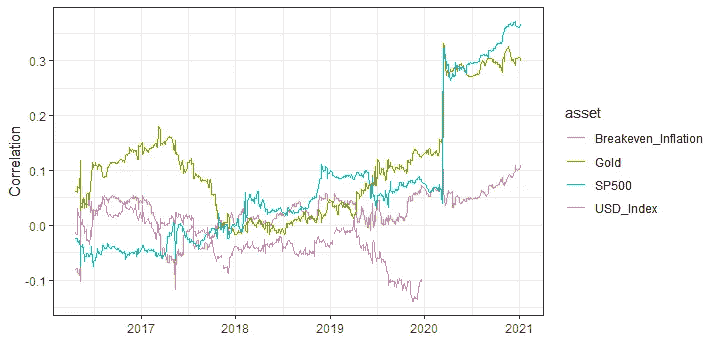 0.3
0.2
0.1
0.0
-0.1
Correlation
2017 2018 2019 2020 2021
asset
Breakeven_Inflation
Gold
SP500
USD_Index